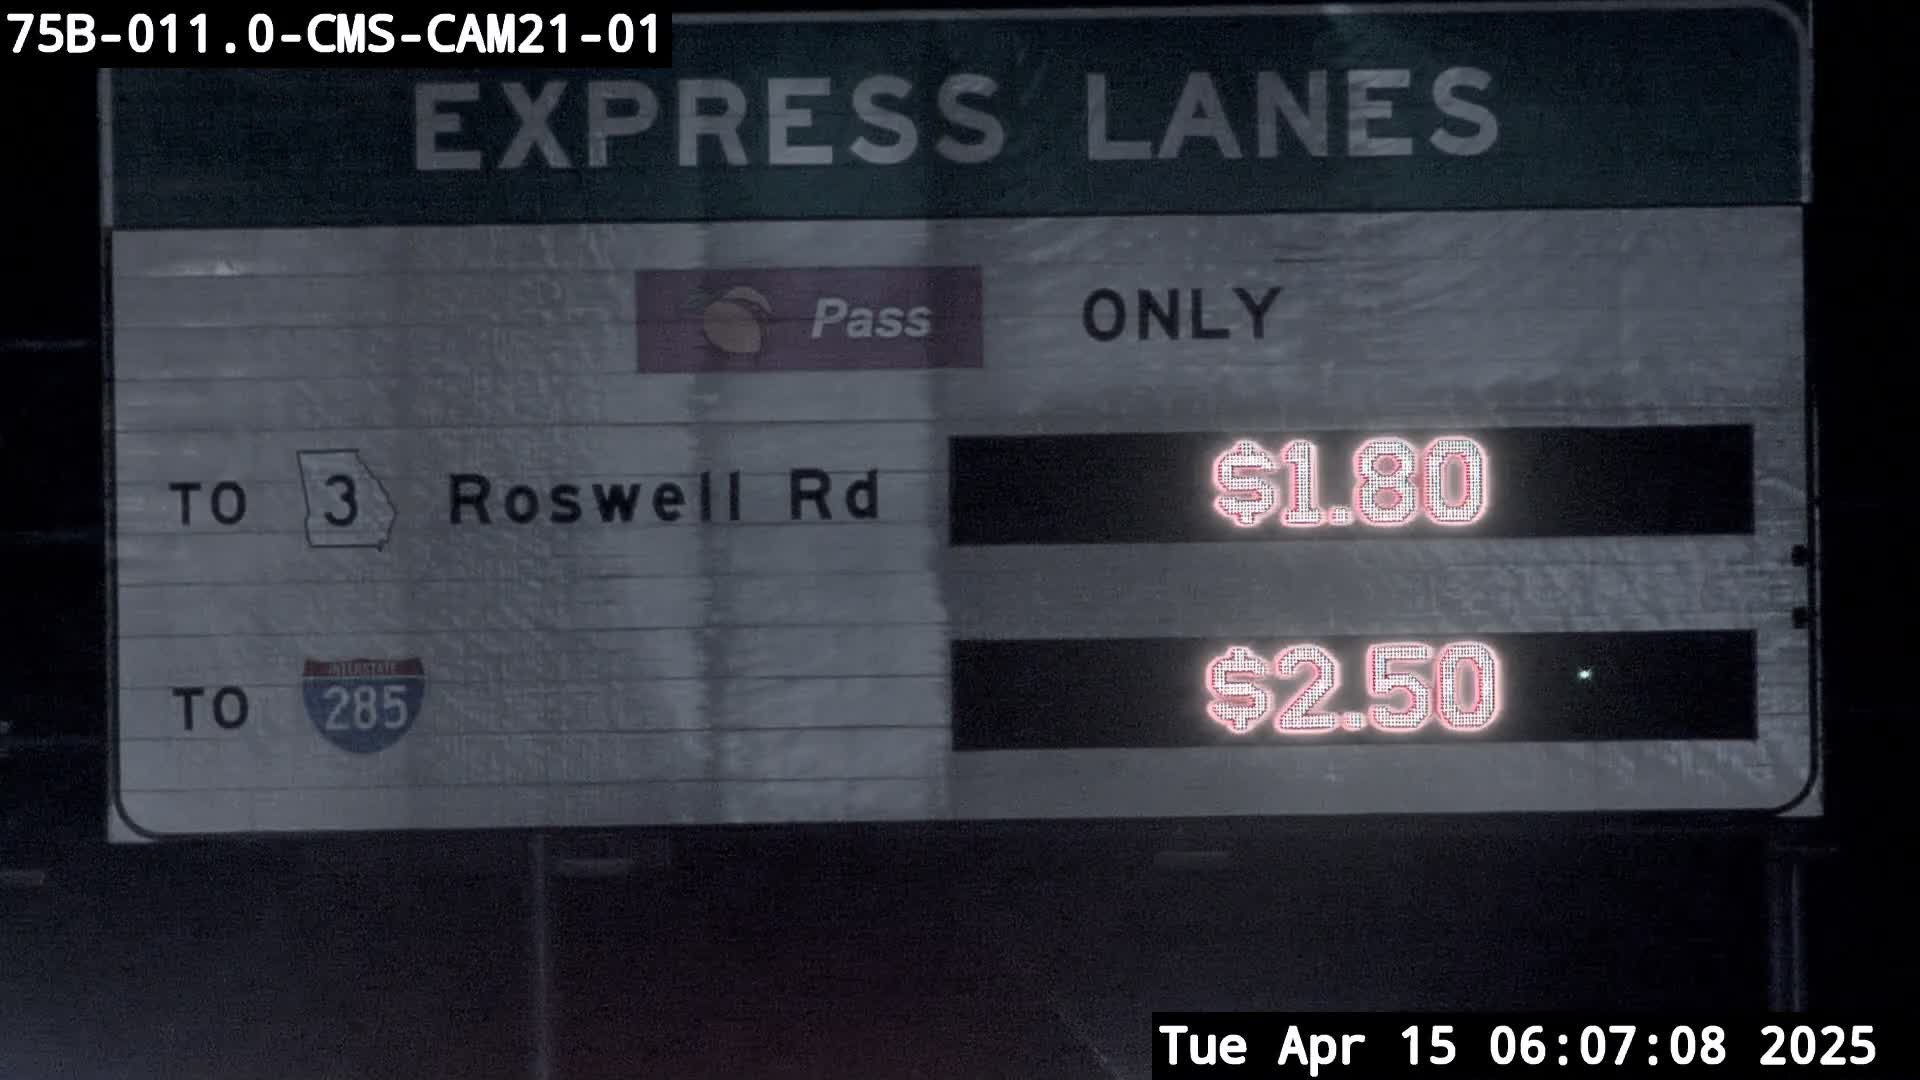 75B-011.0-CMS-CAM21-01
EXPRESS LANES
Pass ONLY
TO 3 Roswell Rd $1.80
TO INTERSTATE 285 $2.50
Tue Apr 15 06:07:08 2025